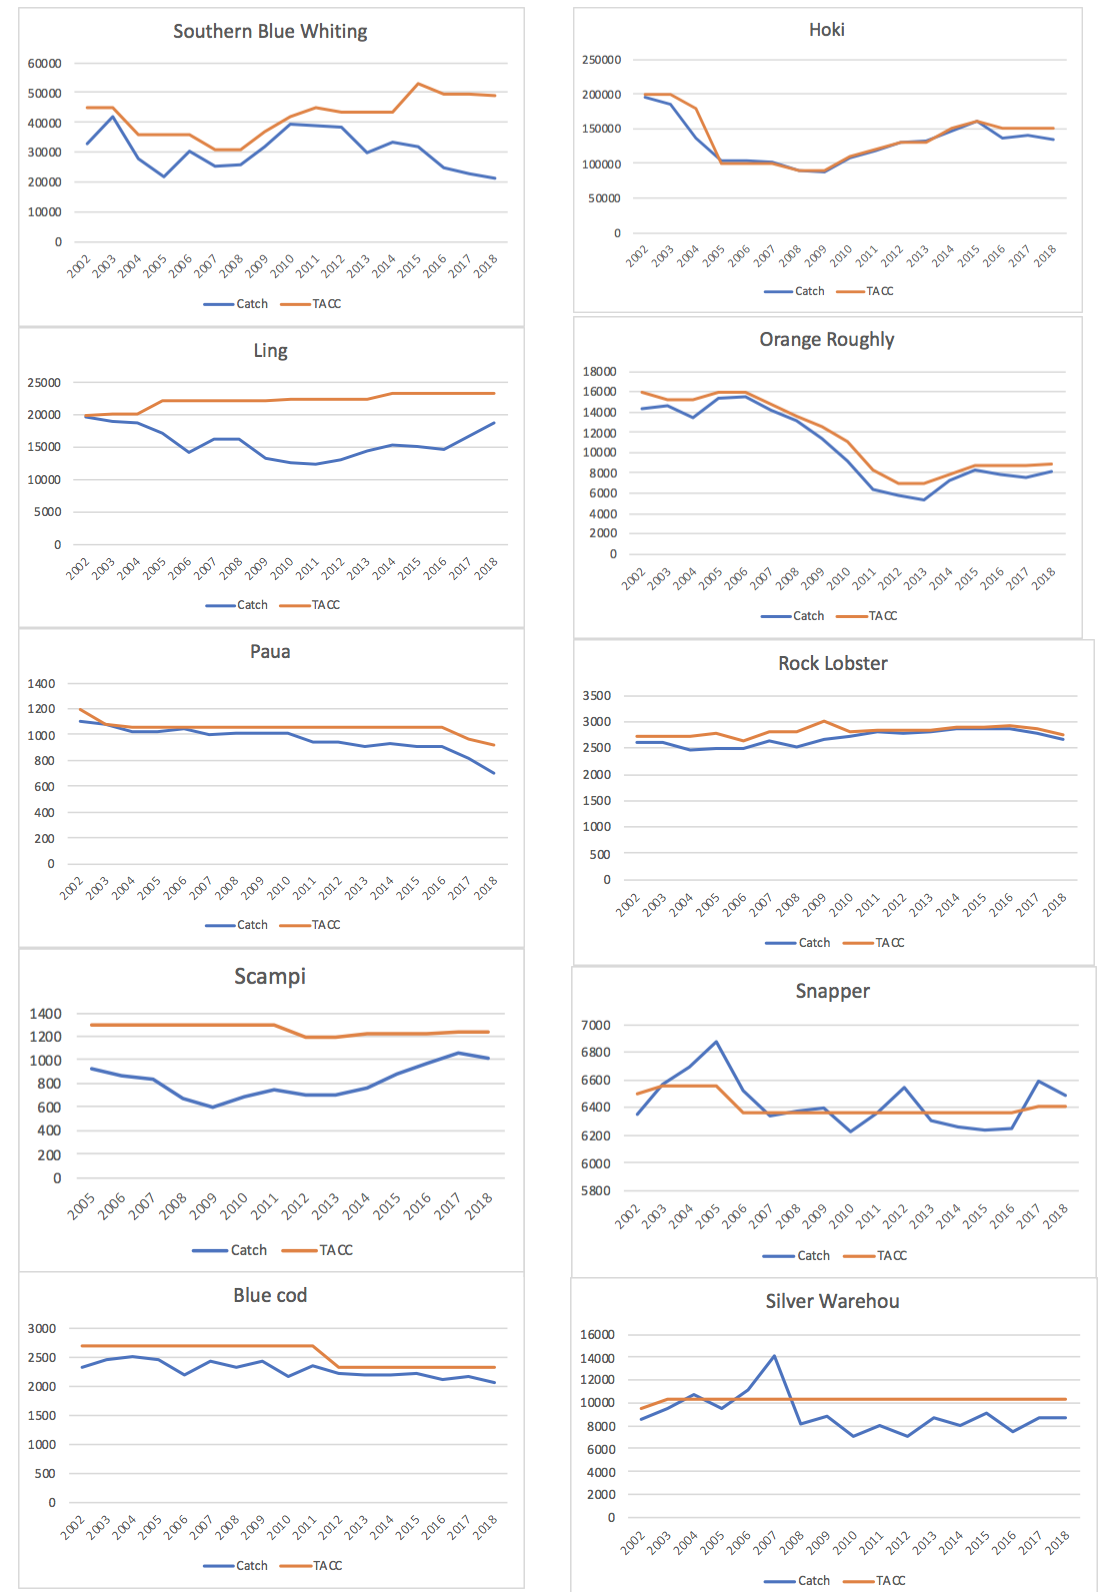 Southern Blue Whiting
60000
50000
40000
30000
20000
10000
0
2002 2003 2004 2005 2006 2007 2008 2009 2010 2011 2012 2013 2014 2015 2016 2017 2018
Catch TACC
Hoki
250000
200000
150000
100000
50000
0
2002 2003 2004 2005 2006 2007 2008 2009 2010 2011 2012 2013 2014 2015 2016 2017 2018
Catch TACC
Ling
25000
20000
15000
10000
5000
0
2002 2003 2004 2005 2006 2007 2008 2009 2010 2011 2012 2013 2014 2015 2016 2017 2018
Catch TACC
Orange Roughly
18000
16000
14000
12000
10000
8000
6000
4000
2000
0
2002 2003 2004 2005 2006 2007 2008 2009 2010 2011 2012 2013 2014 2015 2016 2017 2018
Catch TACC
Paua
1400
1200
1000
800
600
400
200
0
2002 2003 2004 2005 2006 2007 2008 2009 2010 2011 2012 2013 2014 2015 2016 2017 2018
Catch TACC
Rock Lobster
3500
3000
2500
2000
1500
1000
500
0
2002 2003 2004 2005 2006 2007 2008 2009 2010 2011 2012 2013 2014 2015 2016 2017 2018
Catch TACC
Scampi
1400
1200
1000
800
600
400
200
0
2005 2006 2007 2008 2009 2010 2011 2012 2013 2014 2015 2016 2017 2018
Catch TACC
Snapper
7000
6800
6600
6400
6200
6000
5800
2002 2003 2004 2005 2006 2007 2008 2009 2010 2011 2012 2013 2014 2015 2016 2017 2018
Catch TACC
Blue cod
3000
2500
2000
1500
1000
500
0
2002 2003 2004 2005 2006 2007 2008 2009 2010 2011 2012 2013 2014 2015 2016 2017 2018
Catch TACC
Silver Warehou
16000
14000
12000
10000
8000
6000
4000
2000
0
2002 2003 2004 2005 2006 2007 2008 2009 2010 2011 2012 2013 2014 2015 2016 2017 2018
Catch TACC